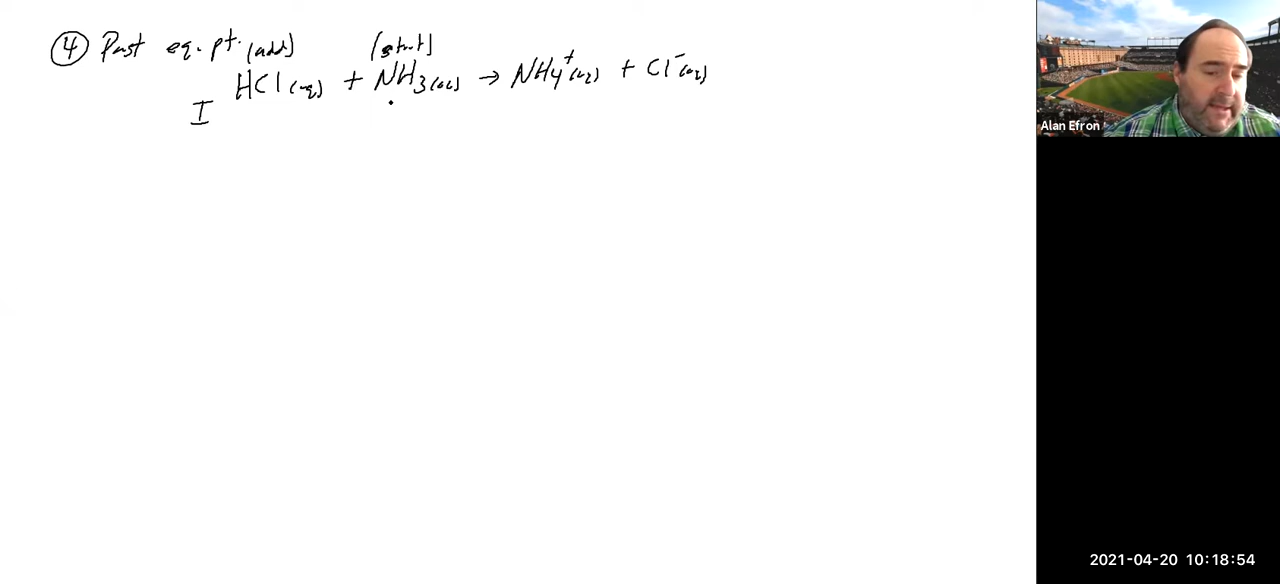 ④ Past eq. pt. (add) (start)
HCl(aq) + NH3(aq) → NH4+(aq) + Cl-(aq)
I
Alan Efron
2021-04-20 10:18:54